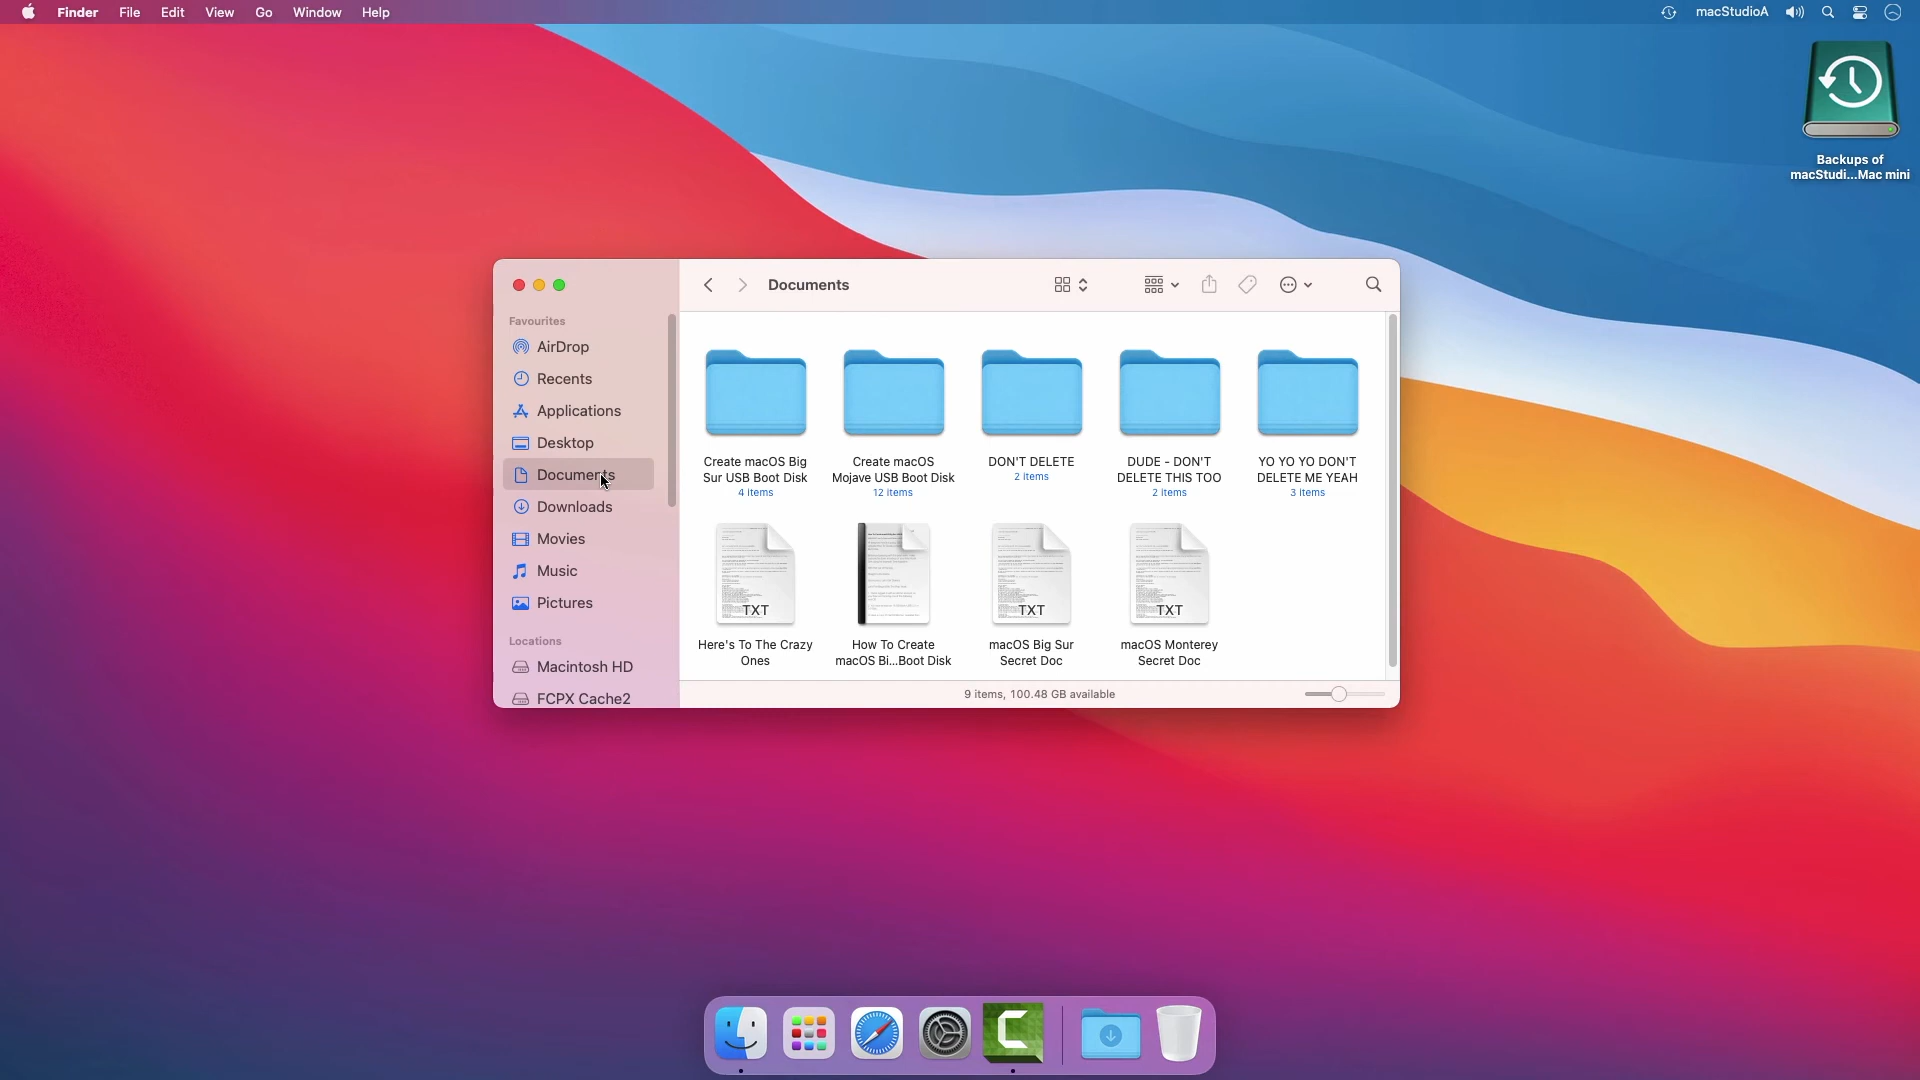 Finder File Edit View Go Window Help macStudioA
Backups of
macStudi...Mac mini
Documents
Favourites
AirDrop
Recents
Applications
Desktop
Documents
Downloads
Movies
Music
Pictures
Locations
Macintosh HD
FCPX Cache2
Create macOS Big
Sur USB Boot Disk
4 items
Create macOS
Mojave USB Boot Disk
12 items
DON'T DELETE
2 items
DUDE - DON'T
DELETE THIS TOO
2 items
YO YO YO DON'T
DELETE ME YEAH
3 items
TXT
Here's To The Crazy
Ones
How To Create
macOS Bi...Boot Disk
TXT
macOS Big Sur
Secret Doc
TXT
macOS Monterey
Secret Doc
9 items, 100.48 GB available